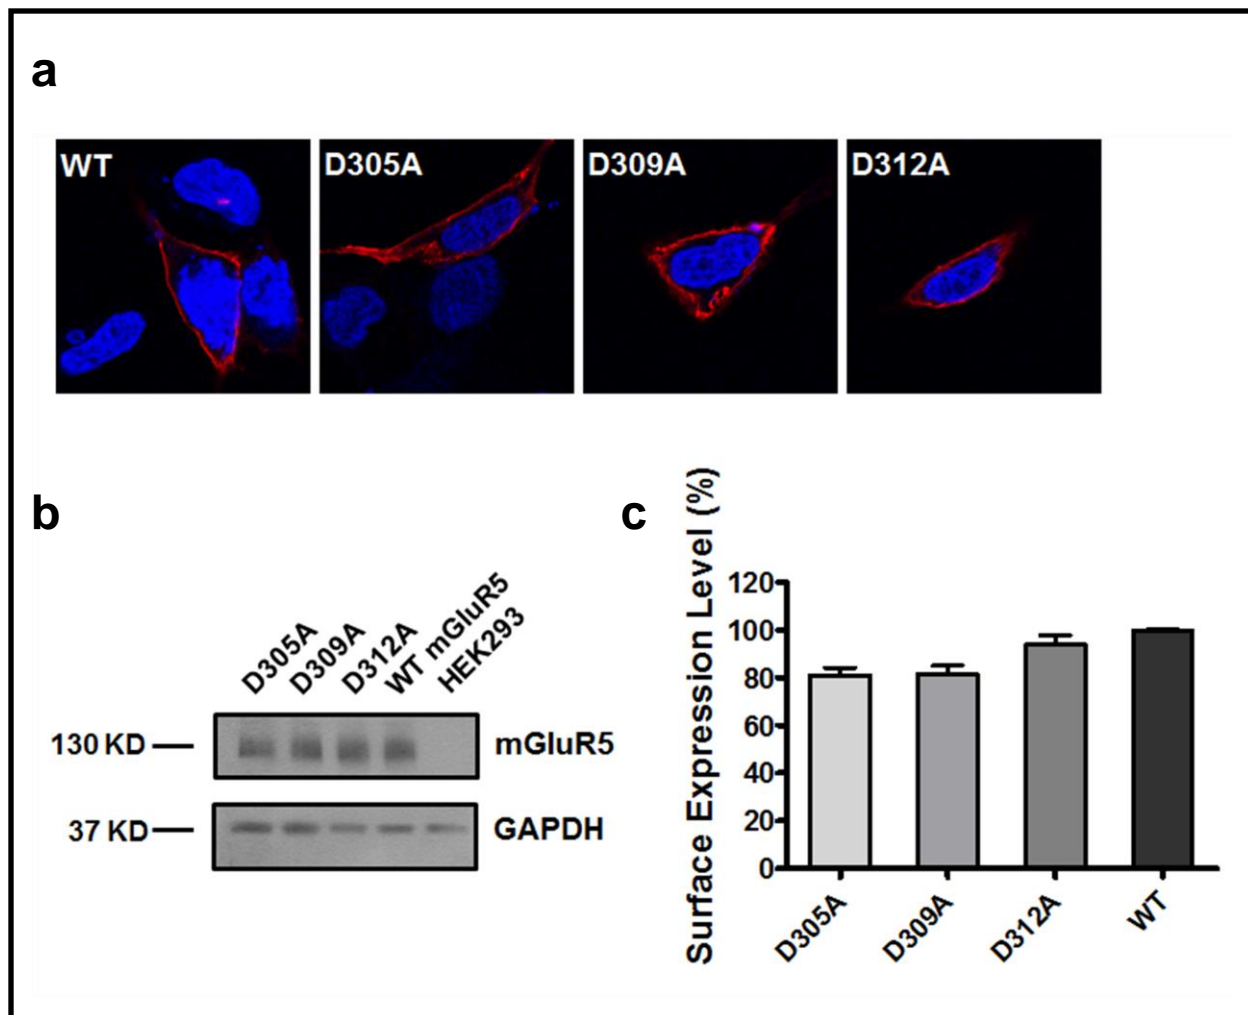 a
WT
D305A
D309A
D312A
b
D305A
D309A
D312A
WT mGluR5
HEK293
130 KD
mGluR5
37 KD
GAPDH
c
Surface Expression Level (%)
120
100
80
60
40
20
0
D305A
D309A
D312A
WT